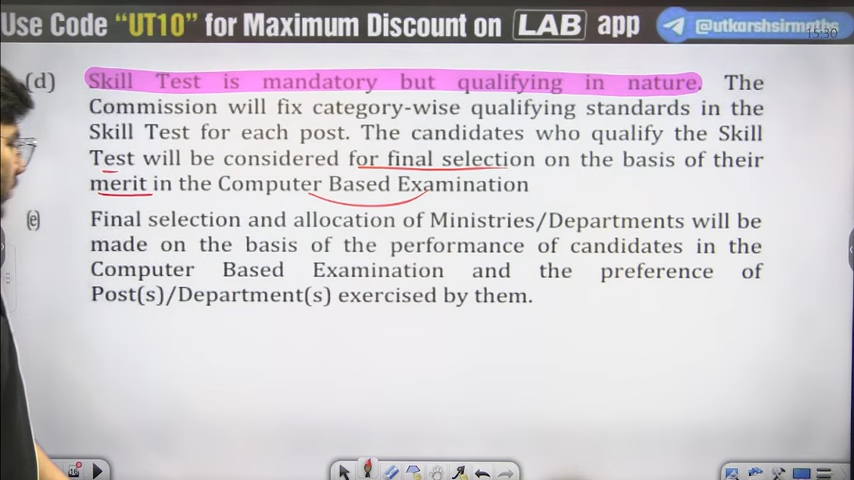 Use Code “UT10” for Maximum Discount on LAB app @utkarshsirmaths
15:30
(d) Skill Test is mandatory but qualifying in nature. The
Commission will fix category-wise qualifying standards in the
Skill Test for each post. The candidates who qualify the Skill
Test will be considered for final selection on the basis of their
merit in the Computer Based Examination
(e) Final selection and allocation of Ministries/Departments will be
made on the basis of the performance of candidates in the
Computer Based Examination and the preference of
Post(s)/Department(s) exercised by them.